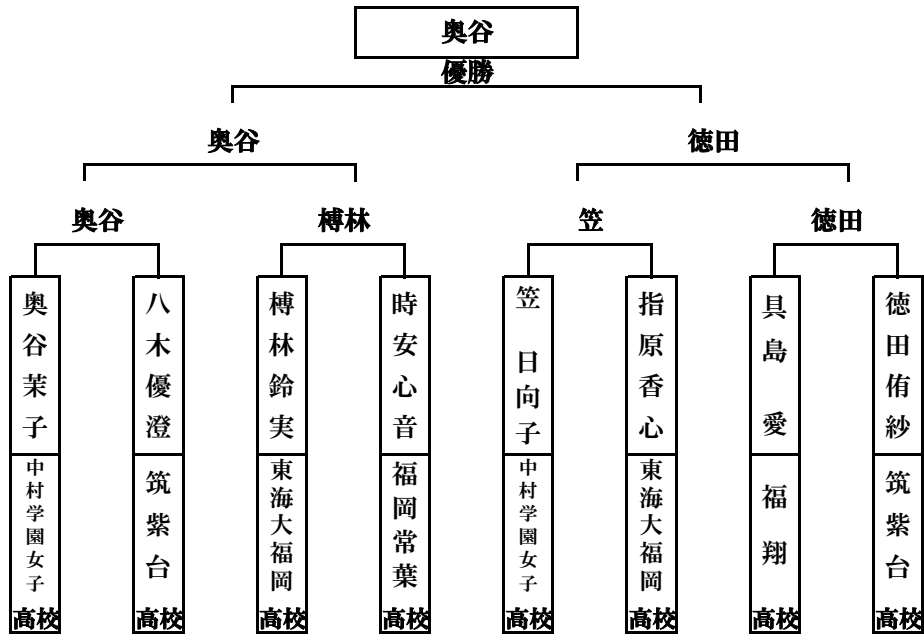 奥谷
優勝
奥谷
徳田
奥谷
榑林
笠
徳田
奥谷茉子
中村学園女子
高校
八木優澄
筑紫台
高校
榑林鈴実
東海大福岡
高校
時安心音
福岡常葉
高校
笠 日向子
中村学園女子
高校
指原香心
東海大福岡
高校
具島 愛
福翔
高校
徳田侑紗
筑紫台
高校